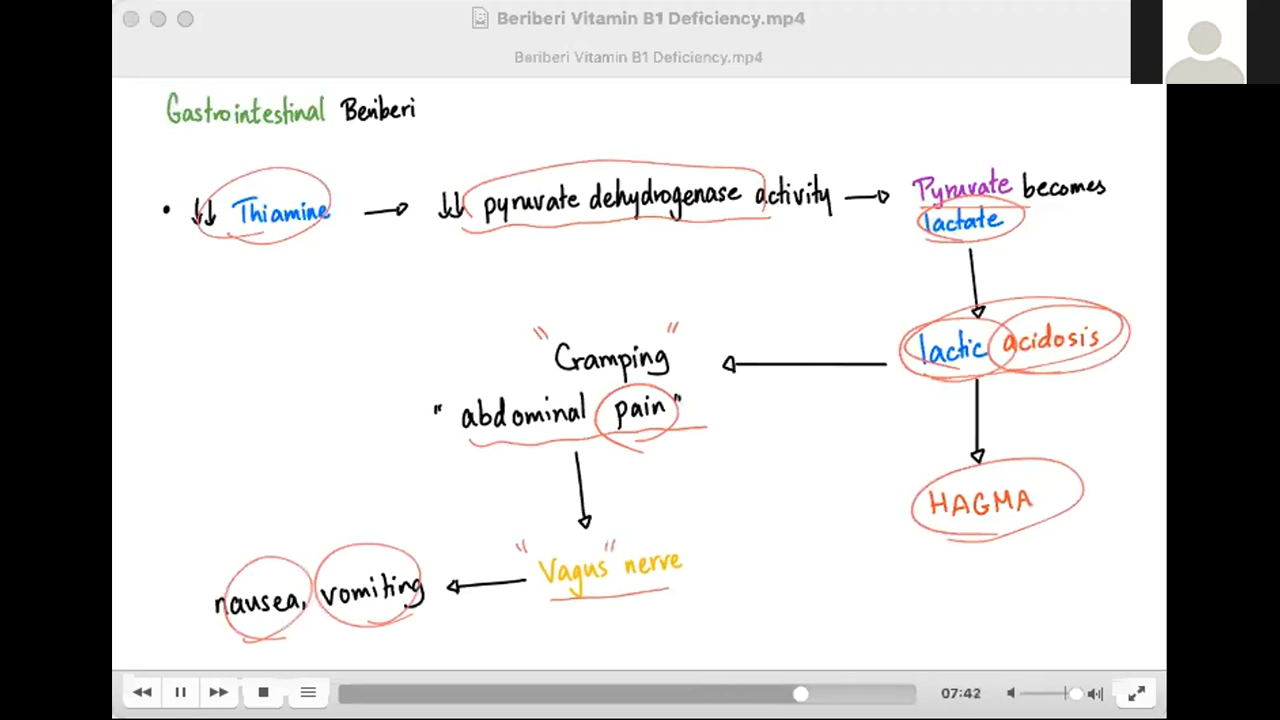 Beriberi Vitamin B1 Deficiency.mp4
Beriberi Vitamin B1 Deficiency.mp4
Gastrointestinal Beriberi
• ↓↓ Thiamine → ↓↓ pyruvate dehydrogenase activity → Pyruvate becomes
lactate
lactic acidosis
"Cramping"
"abdominal pain"
HAGMA
"Vagus" nerve
nausea, vomiting
07:42